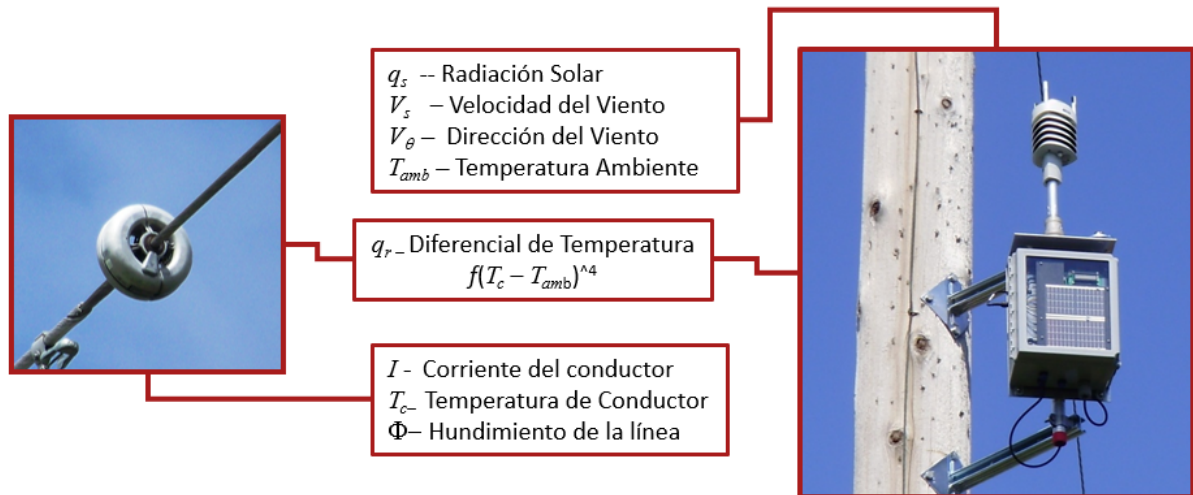 q_s -- Radiación Solar
V_s – Velocidad del Viento
V_θ – Dirección del Viento
T_amb – Temperatura Ambiente
q_r – Diferencial de Temperatura
f(T_c – T_amb)^4
I - Corriente del conductor
T_c– Temperatura de Conductor
Φ– Hundimiento de la línea